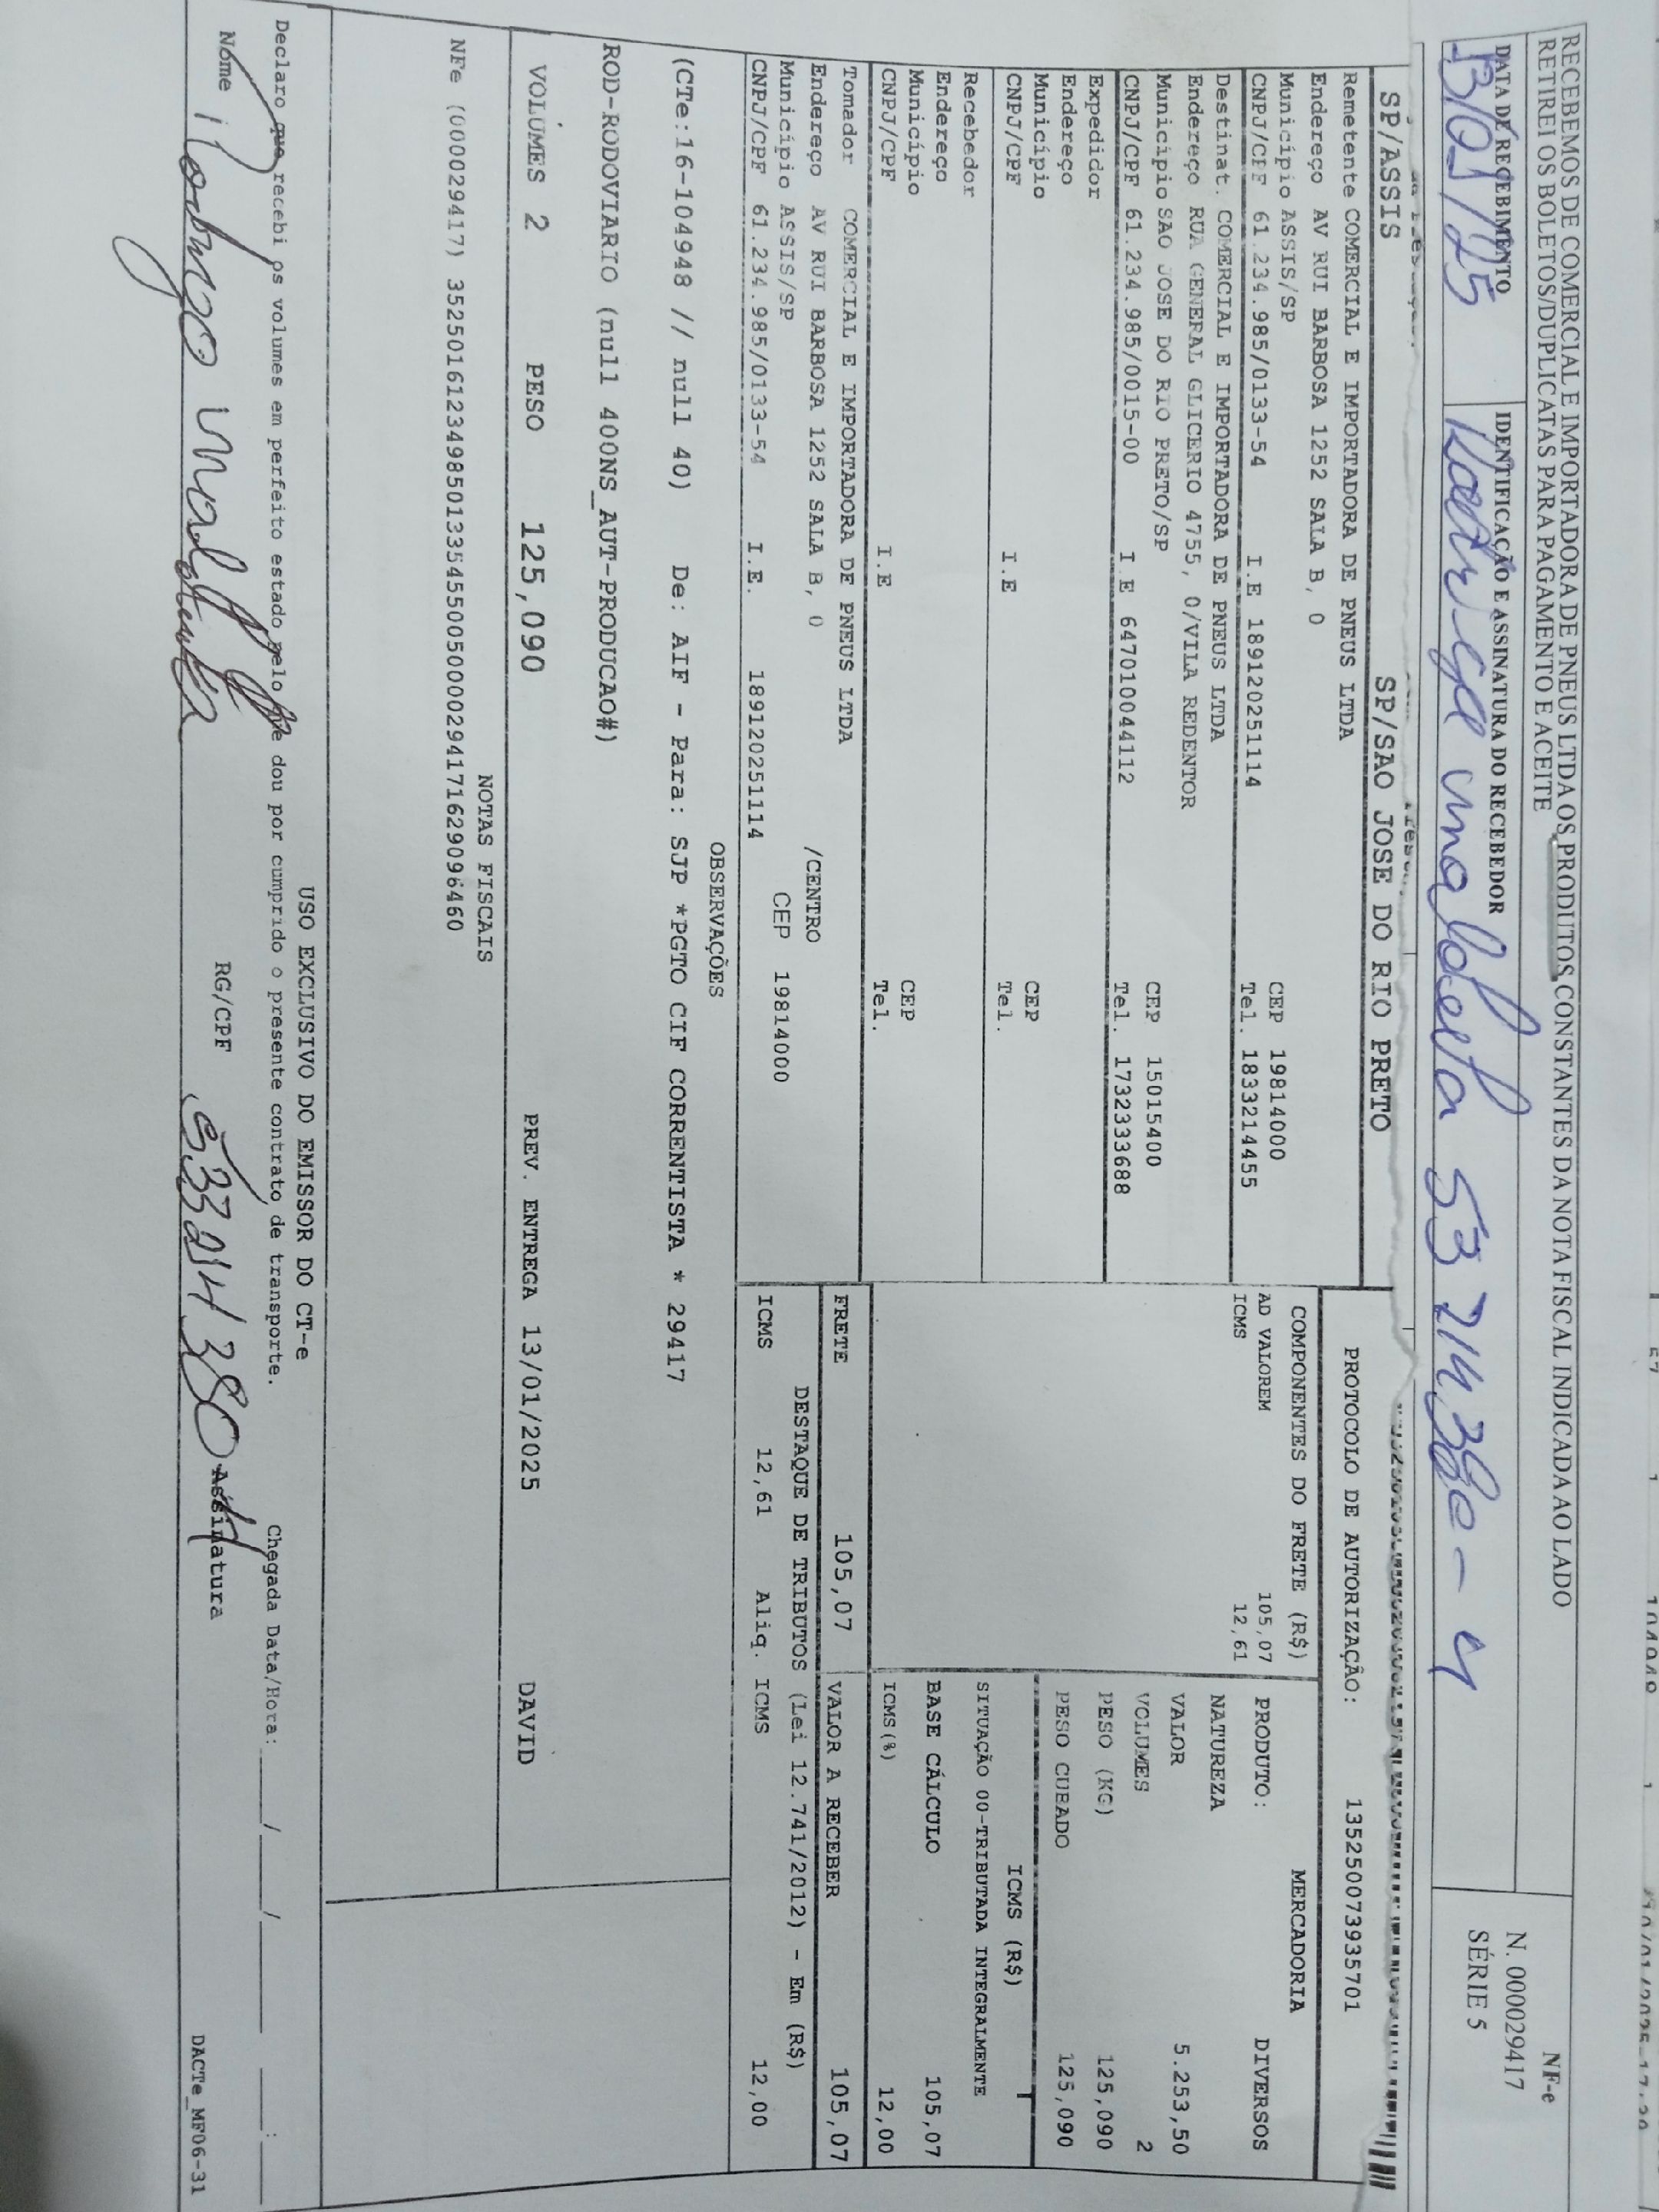 RECEBEMOS DE COMERCIAL E IMPORTADORA DE PNEUS LTDA OS PRODUTOS CONSTANTES DA NOTA FISCAL INDICADA AO LADO
RETIREI OS BOLETOS/DUPLICATAS PARA PAGAMENTO E ACEITE
NF-e
N. 000029417
SÉRIE 5
DATA DE RECEBIMENTO IDENTIFICAÇÃO E ASSINATURA DO RECEBEDOR
13/01/25 53 214380-4
SP/ASSIS SP/SAO JOSE DO RIO PRETO
PROTOCOLO DE AUTORIZAÇÃO: 135250073935701
Remetente COMERCIAL E IMPORTADORA DE PNEUS LTDA
Endereço AV RUI BARBOSA 1252 SALA B, 0
Município ASSIS/SP CEP 19814000
CNPJ/CPF 61.234.985/0133-54 I.E 189120251114 Tel. 1833214455
Destinat. COMERCIAL E IMPORTADORA DE PNEUS LTDA
Endereço RUA GENERAL GLICERIO 4755, 0/VILA REDENTOR
Município SAO JOSE DO RIO PRETO/SP CEP 15015400
CNPJ/CPF 61.234.985/0015-00 I.E 647010044112 Tel. 1732333688
Expedidor
Endereço
Município CEP
CNPJ/CPF I.E Tel.
Recebedor
Endereço
Município CEP
CNPJ/CPF I.E Tel.
Tomador COMERCIAL E IMPORTADORA DE PNEUS LTDA
Endereço AV RUI BARBOSA 1252 SALA B, 0 /CENTRO
Município ASSIS/SP CEP 19814000
CNPJ/CPF 61.234.985/0133-54 I.E. 189120251114
COMPONENTES DO FRETE (R$)
AD VALOREM 105,07
ICMS 12,61
MERCADORIA
PRODUTO: DIVERSOS
NATUREZA
VALOR 5.253,50
VOLUMES 2
PESO (KG) 125,090
PESO CUBADO 125,090
ICMS (R$)
SITUAÇÃO 00-TRIBUTADA INTEGRALMENTE
BASE CÁLCULO 105,07
ICMS(%) 12,00
FRETE 105,07 VALOR A RECEBER 105,07
DESTAQUE DE TRIBUTOS (Lei 12.741/2012) - Em (R$)
ICMS 12,61 Aliq. ICMS 12,00
OBSERVAÇÕES
(CTe:16-104948 // null 40) De: AIF - Para: SJP *PGTO CIF CORRENTISTA * 29417
ROD-RODOVIARIO (null 400NS_AUT-PRODUCAO#)
VOLUMES 2 PESO 125,090 PREV. ENTREGA 13/01/2025 DAVID
NOTAS FISCAIS
NFe (000029417) 35250161234985013354550050000294171629096460
USO EXCLUSIVO DO EMISSOR DO CT-e
Declaro que recebi os volumes em perfeito estado pelo que dou por cumprido o presente contrato de transporte. Chegada Data/Hora: ___/___/_____ ___:___
Nome Rodrigo RG/CPF Assinatura
DACTe_MF06-31